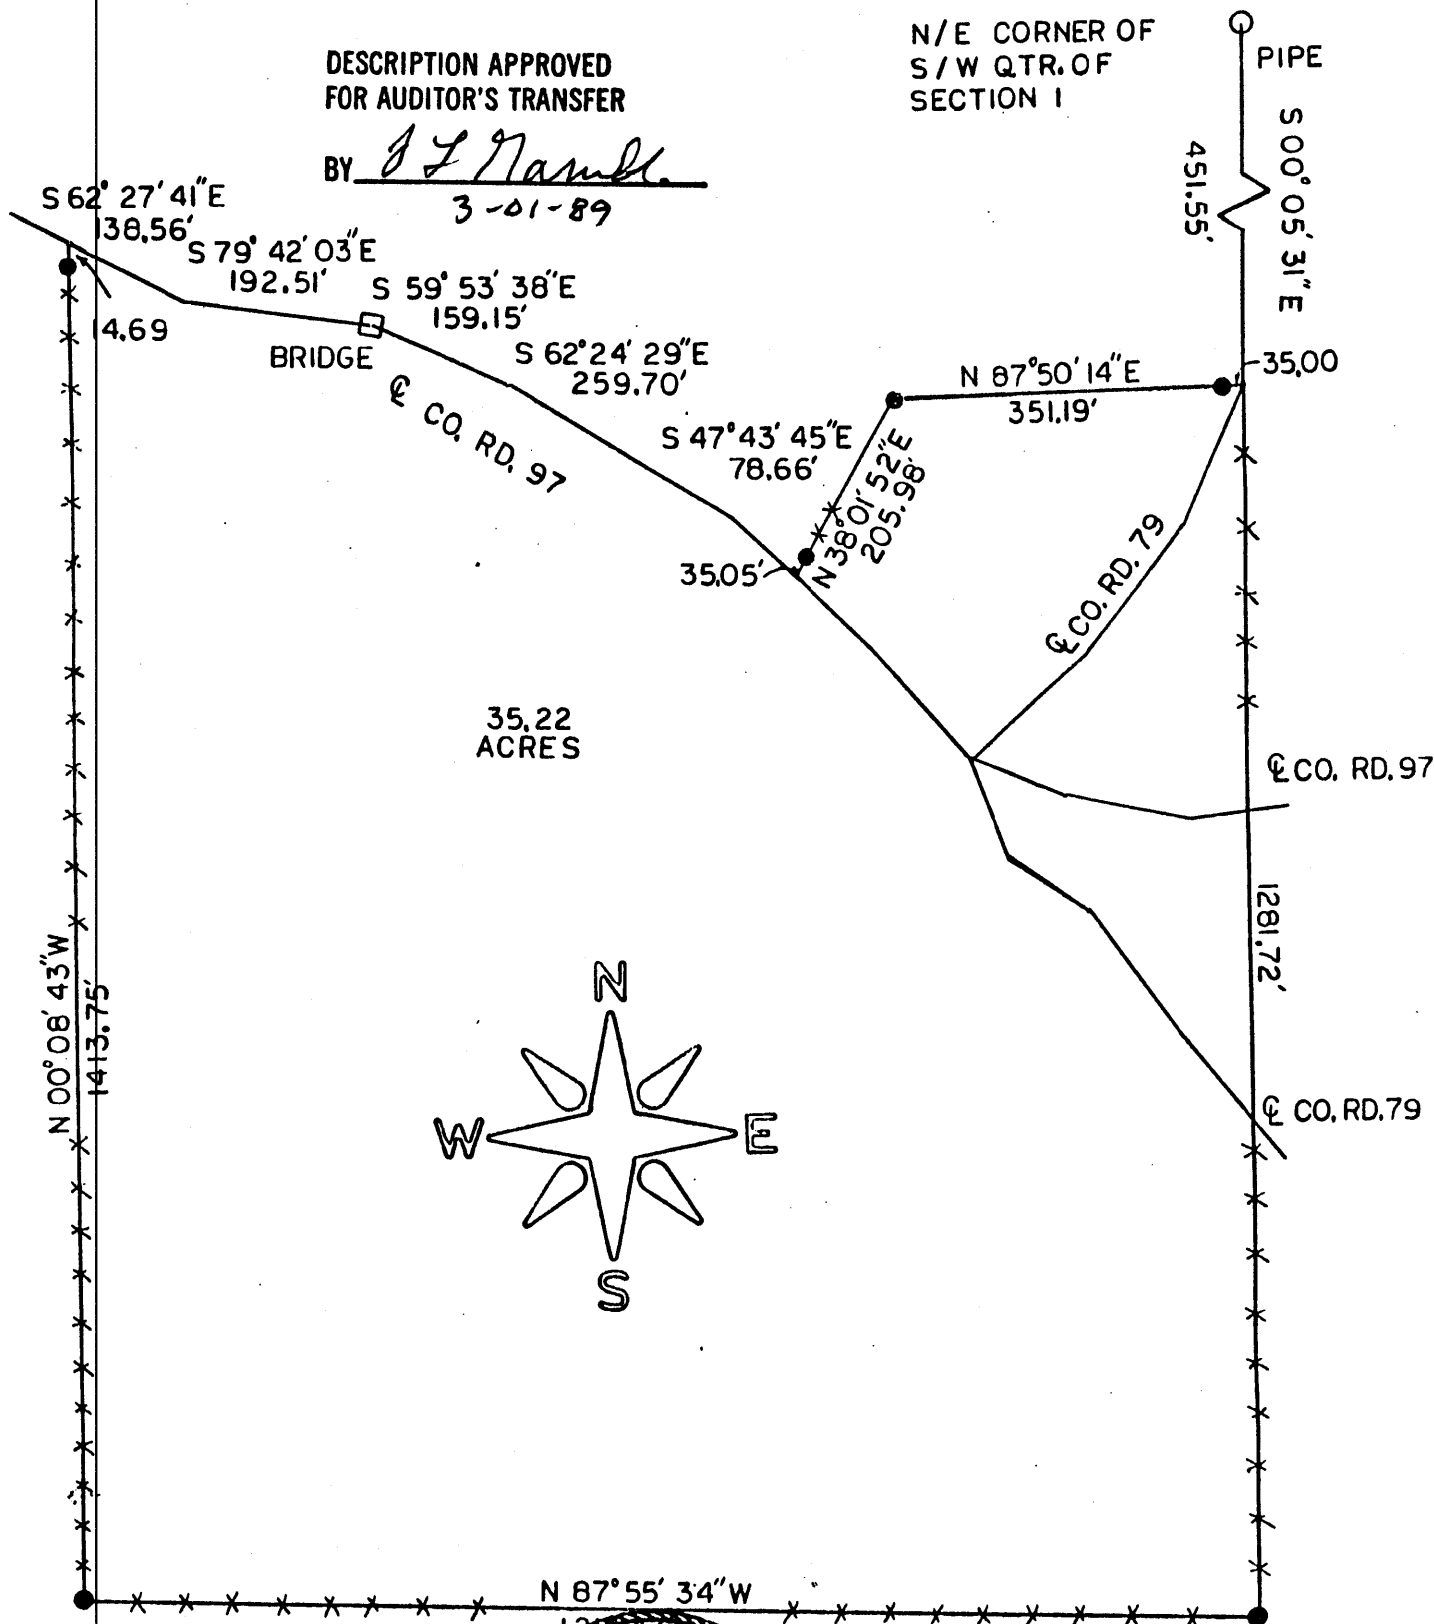 DESCRIPTION APPROVED
FOR AUDITOR'S TRANSFER
BY
3-01-89
N/E CORNER OF
S/W QTR. OF
SECTION 1
PIPE
S 00° 05' 31" E
451.55'
S 62° 27' 41" E
138.56'
S 79° 42' 03" E
192.51'
S 59° 53' 38" E
159.15'
14.69
BRIDGE
S 62° 24' 29" E
259.70'
℄ CO. RD. 97
S 47° 43' 45" E
78.66'
N 87° 50' 14" E
351.19'
35.00
N 38° 01' 52" E
205.98'
35.05'
℄ CO. RD. 79
35.22
ACRES
℄ CO. RD. 97
1281.72'
℄ CO. RD. 79
N 00° 08' 43" W
1413.75'
N
W
E
S
N 87° 55' 34" W